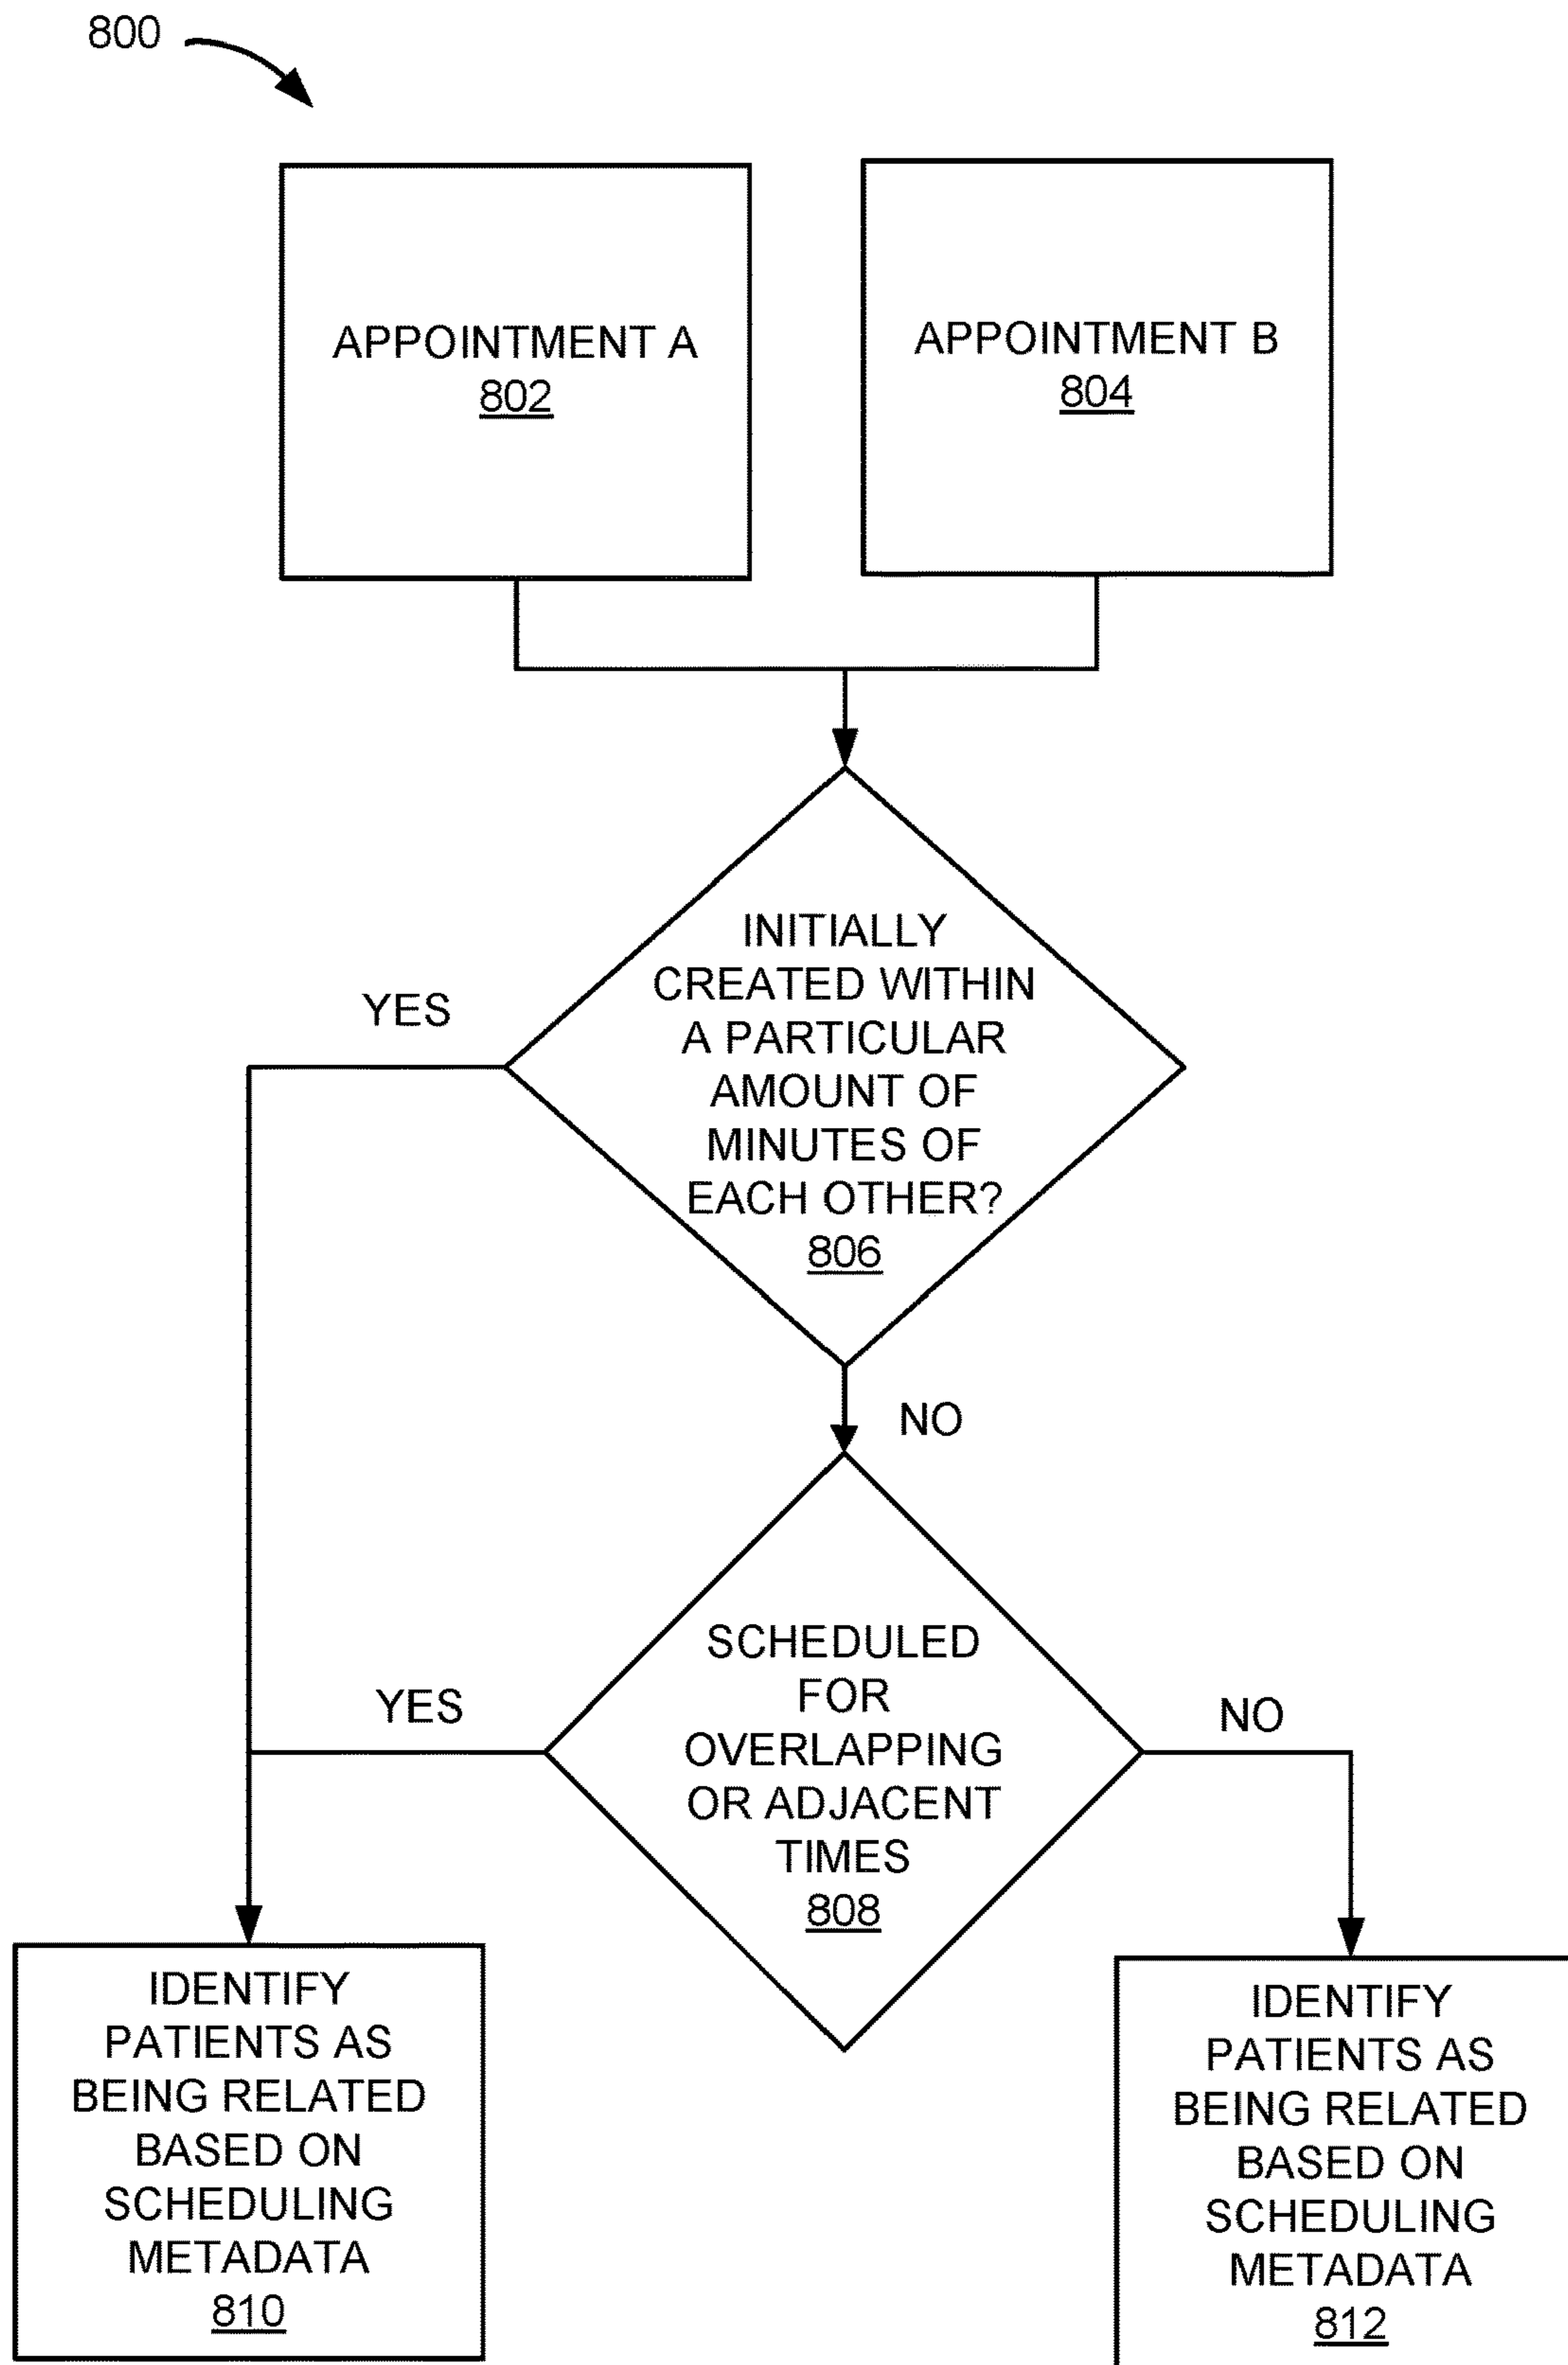 800
APPOINTMENT A
802
APPOINTMENT B
804
INITIALLY
CREATED WITHIN
A PARTICULAR
AMOUNT OF
MINUTES OF
EACH OTHER?
806
YES
NO
SCHEDULED
FOR
OVERLAPPING
OR ADJACENT
TIMES
808
YES
NO
IDENTIFY
PATIENTS AS
BEING RELATED
BASED ON
SCHEDULING
METADATA
810
IDENTIFY
PATIENTS AS
BEING RELATED
BASED ON
SCHEDULING
METADATA
812